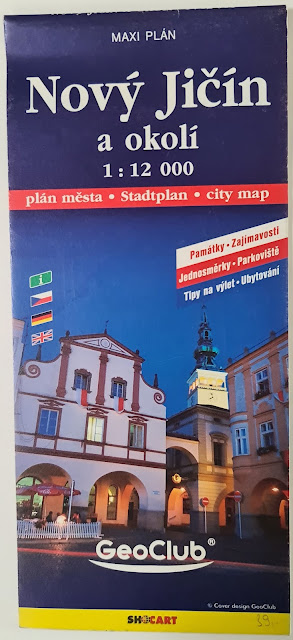 MAXI PLÁN
Nový Jičín
a okolí
1 : 12 000
plán města • Stadtplan • city map
Památky • Zajímavosti
Jednosměrky • Parkoviště
Tipy na výlet • Ubytování
i
GeoClub®
© Cover design GeoClub
SHOCART
39,-